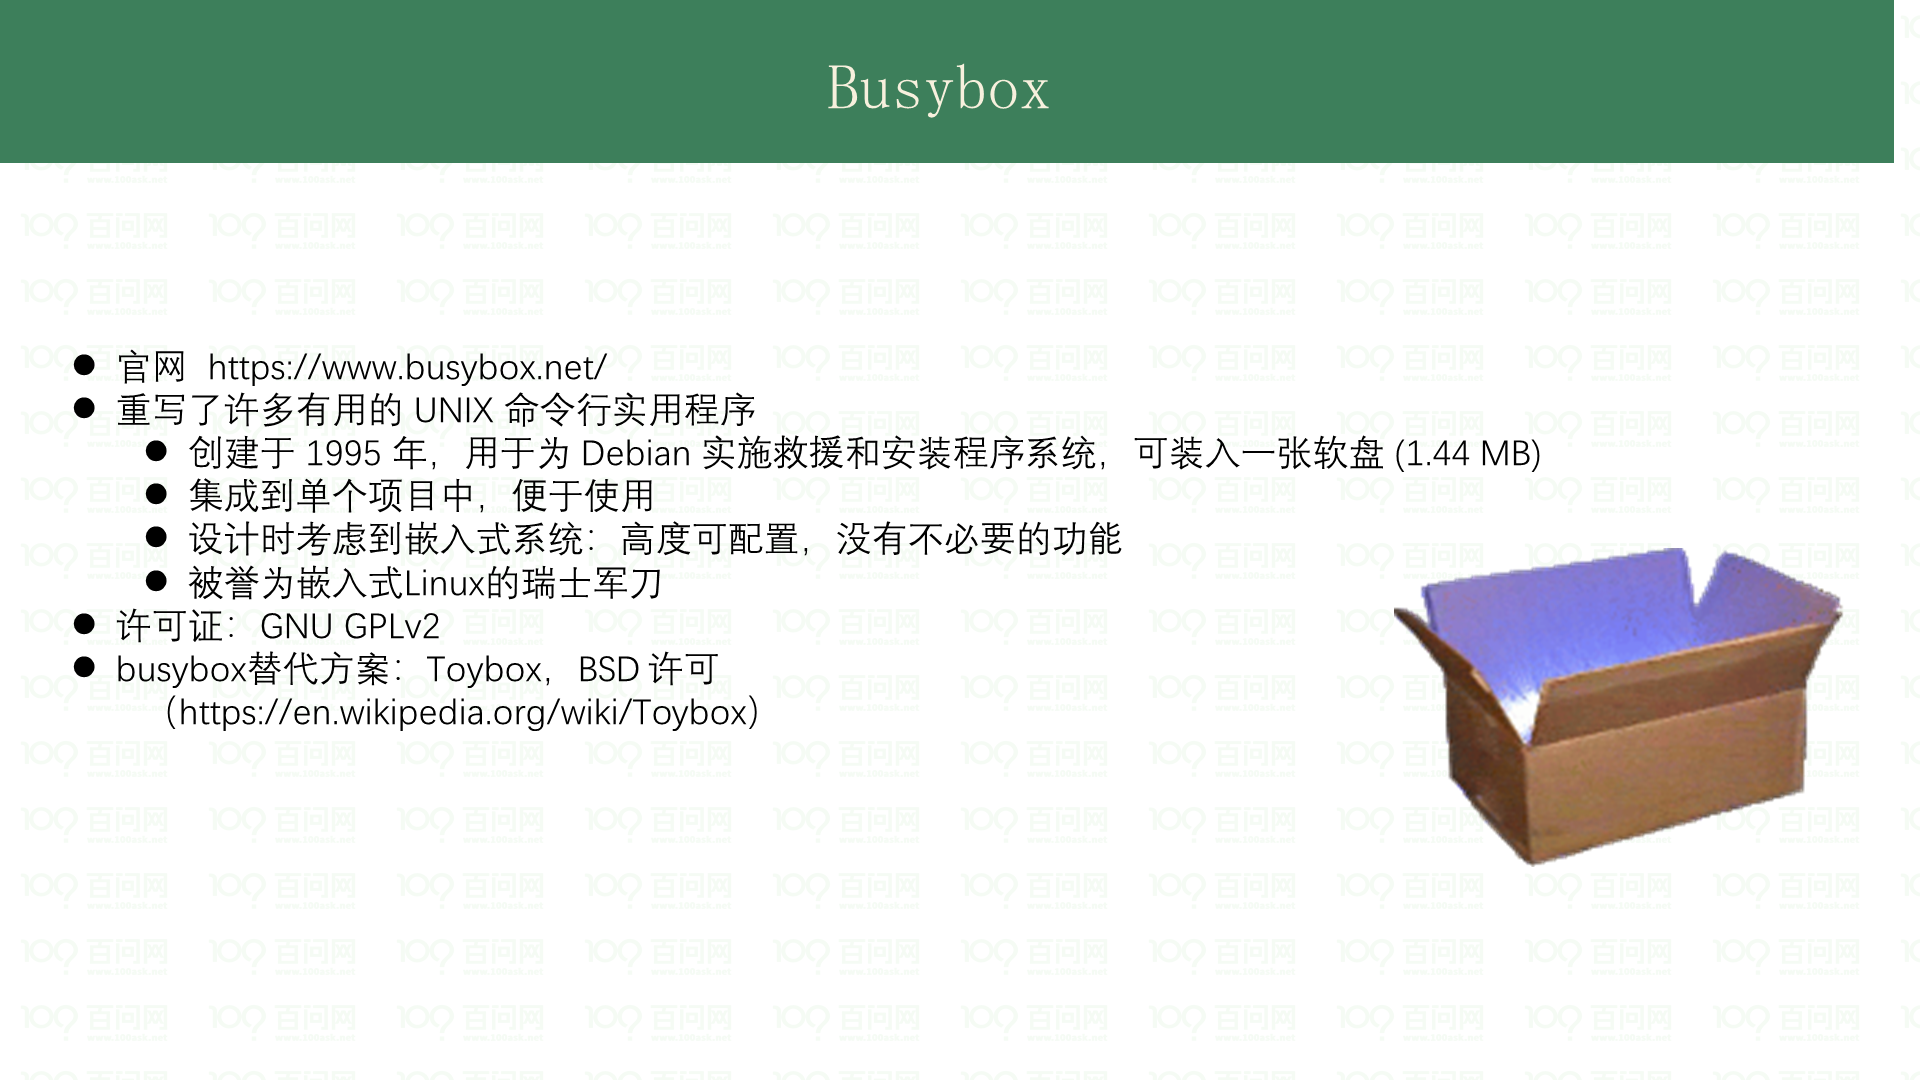 Busybox
官网 https://www.busybox.net/
重写了许多有用的 UNIX 命令行实用程序
创建于 1995 年，用于为 Debian 实施救援和安装程序系统，可装入一张软盘 (1.44 MB)
集成到单个项目中，便于使用
设计时考虑到嵌入式系统：高度可配置，没有不必要的功能
被誉为嵌入式Linux的瑞士军刀
许可证：GNU GPLv2
busybox替代方案：Toybox，BSD 许可
（https://en.wikipedia.org/wiki/Toybox）